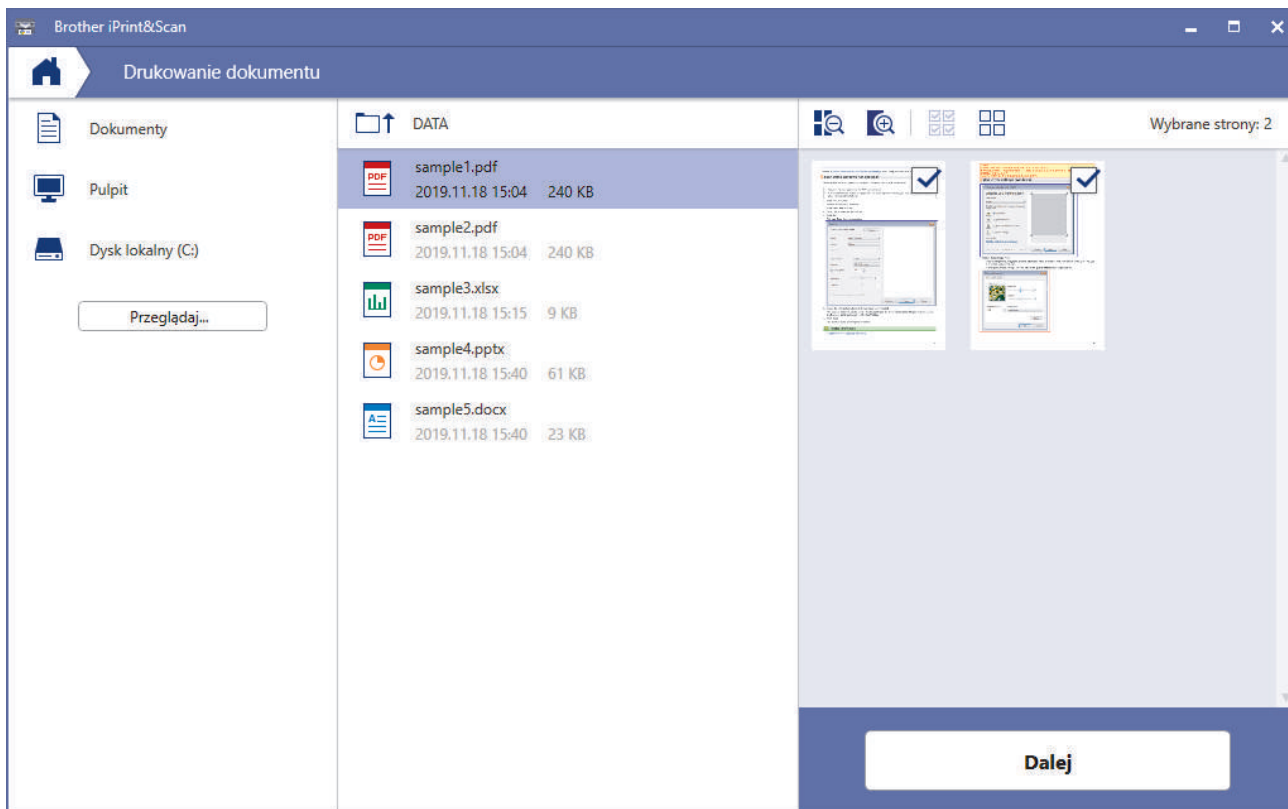 Brother iPrint&Scan
Drukowanie dokumentu
Dokumenty
Pulpit
Dysk lokalny (C:)
Przeglądaj...
DATA
PDF
sample1.pdf
2019.11.18 15:04 240 KB
PDF
sample2.pdf
2019.11.18 15:04 240 KB
sample3.xlsx
2019.11.18 15:15 9 KB
sample4.pptx
2019.11.18 15:40 61 KB
A
sample5.docx
2019.11.18 15:40 23 KB
Wybrane strony: 2
Dalej